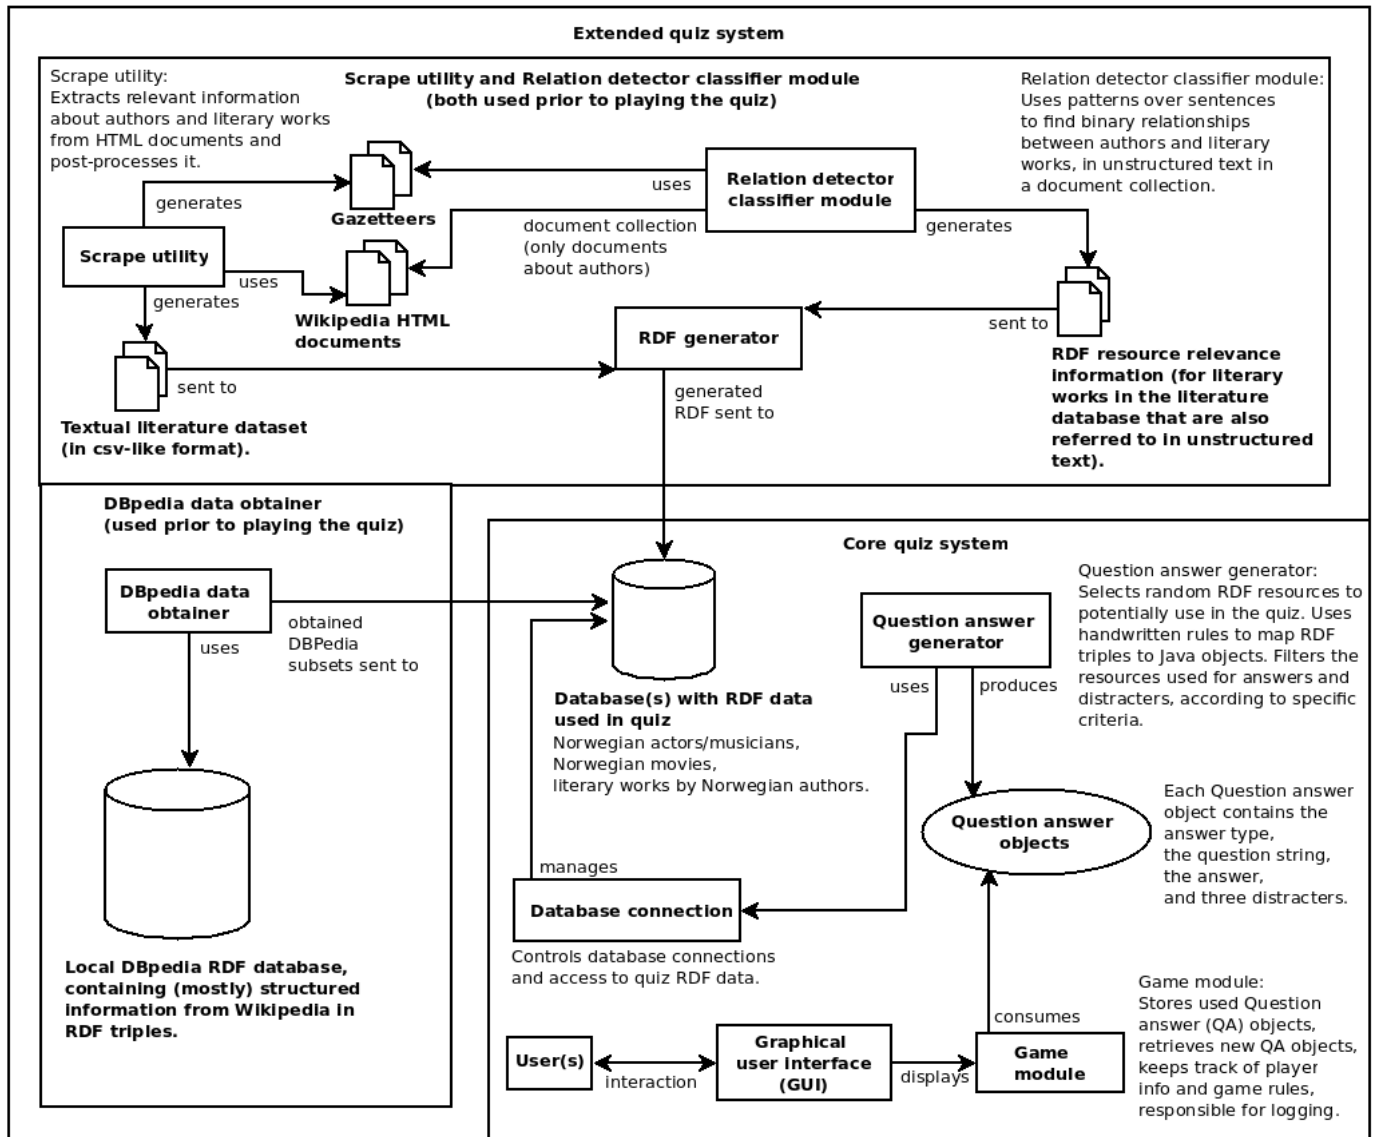 Extended quiz system
Scrape utility:
Extracts relevant information
about authors and literary works
from HTML documents and
post-processes it.
Scrape utility and Relation detector classifier module
(both used prior to playing the quiz)
Relation detector classifier module:
Uses patterns over sentences
to find binary relationships
between authors and literary
works, in unstructured text in
a document collection.
generates
Gazetteers
uses
Relation detector
classifier module
document collection
(only documents
about authors)
generates
Scrape utility
uses
generates
Wikipedia HTML
documents
RDF generator
sent to
sent to
generated
RDF sent to
RDF resource relevance
information (for literary
works in the literature
database that are also
referred to in unstructured
text).
Textual literature dataset
(in csv-like format).
DBpedia data obtainer
(used prior to playing the quiz)
DBpedia data
obtainer
uses
obtained
DBPedia
subsets sent to
Local DBpedia RDF database,
containing (mostly) structured
information from Wikipedia in
RDF triples.
Core quiz system
Database(s) with RDF data
used in quiz
Norwegian actors/musicians,
Norwegian movies,
literary works by Norwegian authors.
Question answer
generator
uses
produces
Question answer generator:
Selects random RDF resources to
potentially use in the quiz. Uses
handwritten rules to map RDF
triples to Java objects. Filters the
resources used for answers and
distracters, according to specific
criteria.
Question answer
objects
Each Question answer
object contains the
answer type,
the question string,
the answer,
and three distracters.
manages
Database connection
Controls database connections
and access to quiz RDF data.
User(s)
interaction
Graphical
user interface
(GUI)
displays
consumes
Game
module
Game module:
Stores used Question
answer (QA) objects,
retrieves new QA objects,
keeps track of player
info and game rules,
responsible for logging.